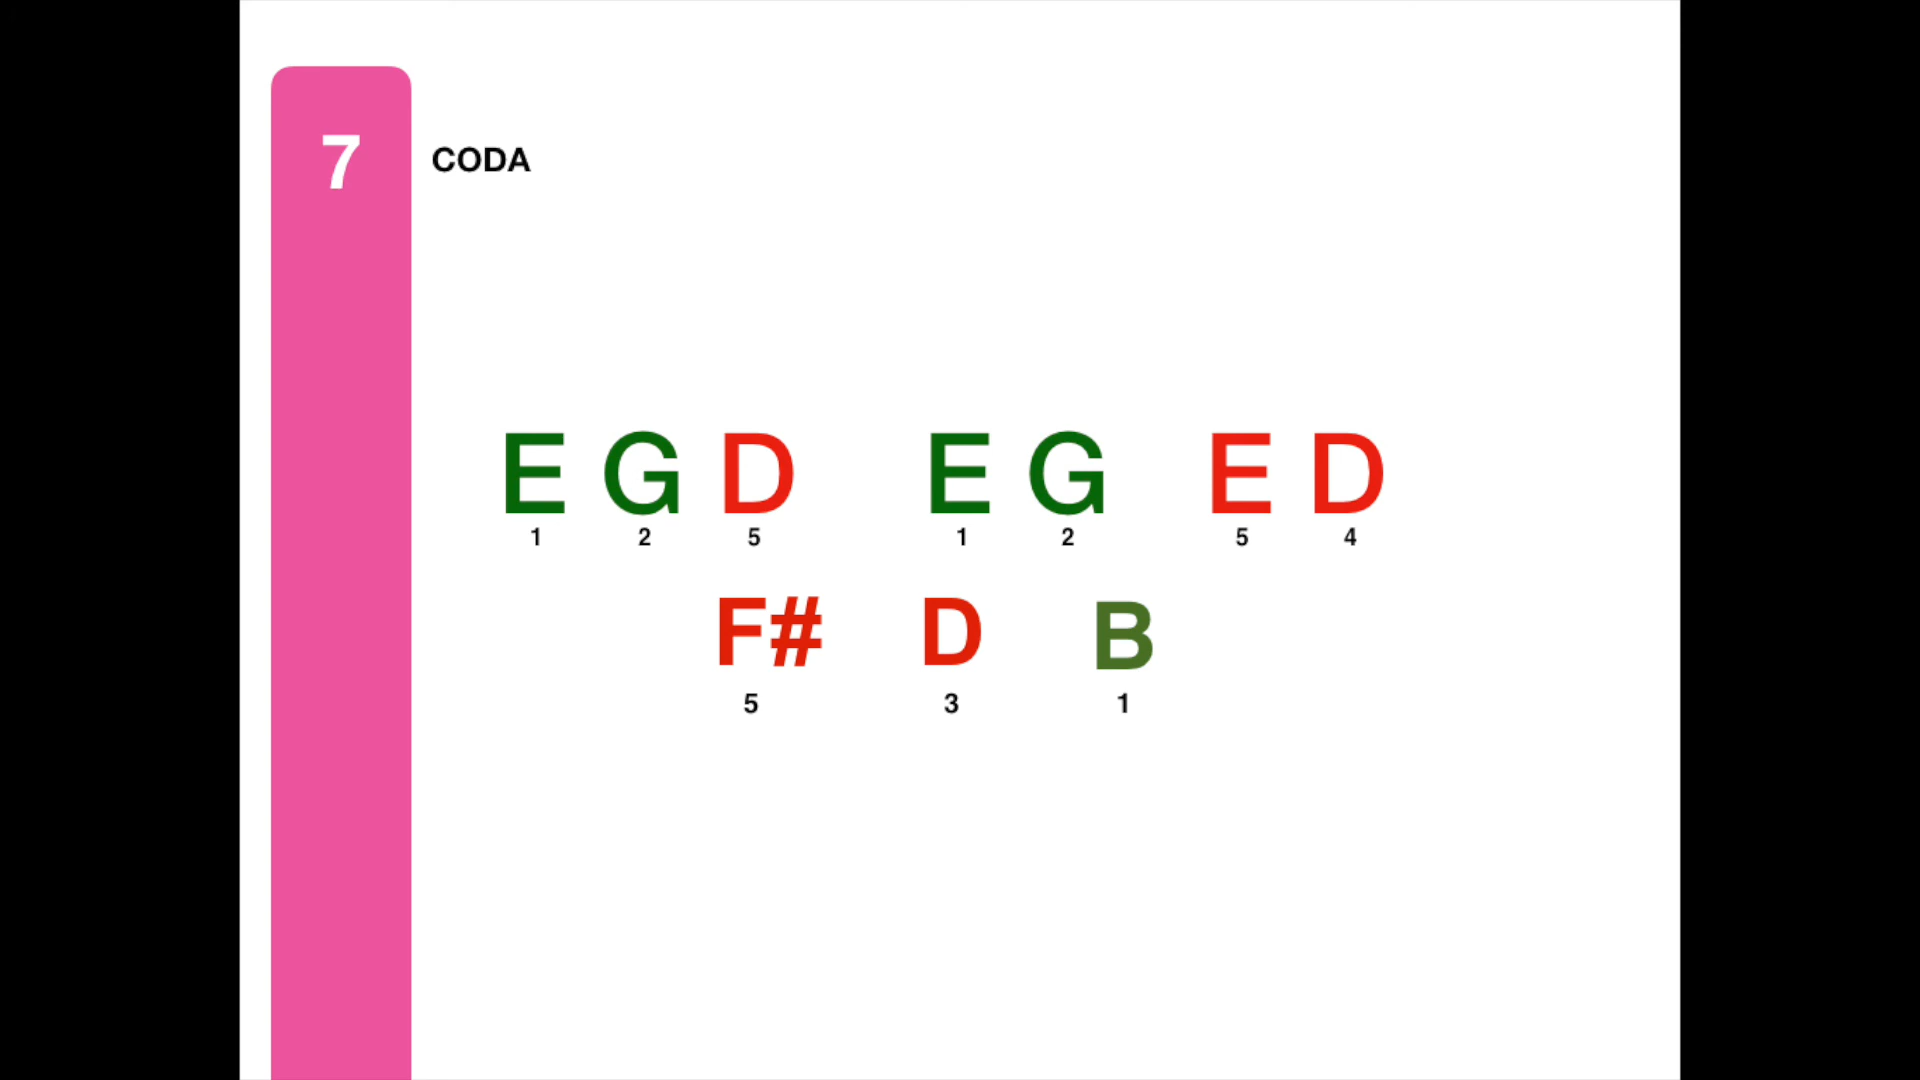 7
CODA
E G D E G E D
1 2 5 1 2 5 4
F# D B
5 3 1